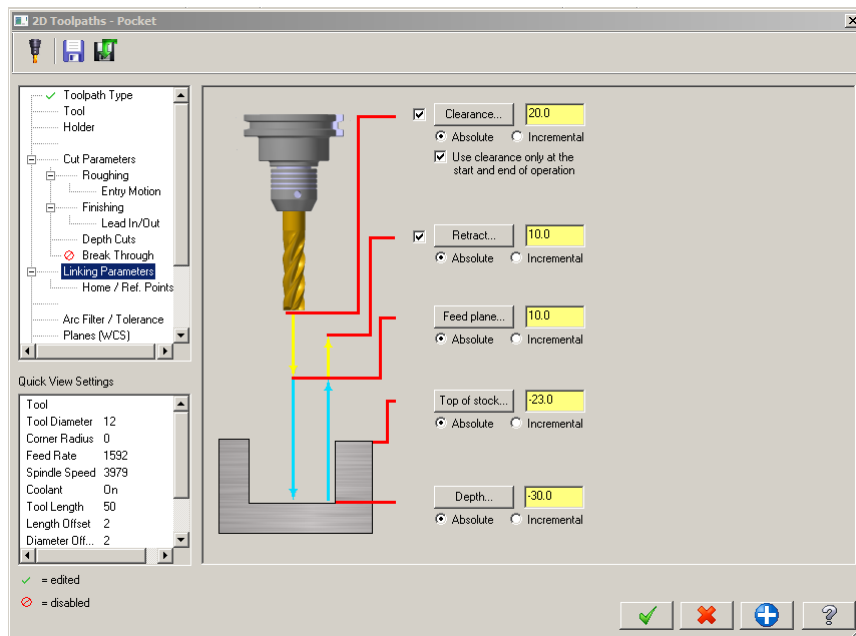 2D Toolpaths - Pocket
Toolpath Type
Tool
Holder
Cut Parameters
Roughing
Entry Motion
Finishing
Lead In/Out
Depth Cuts
Break Through
Linking Parameters
Home / Ref. Points
Arc Filter / Tolerance
Planes (WCS)
Quick View Settings
Tool
Tool Diameter 12
Corner Radius 0
Feed Rate 1592
Spindle Speed 3979
Coolant On
Tool Length 50
Length Offset 2
Diameter Off... 2
= edited
= disabled
Clearance... 20.0
Absolute Incremental
Use clearance only at the
start and end of operation
Retract... 10.0
Absolute Incremental
Feed plane... 10.0
Absolute Incremental
Top of stock... -23.0
Absolute Incremental
Depth... -30.0
Absolute Incremental